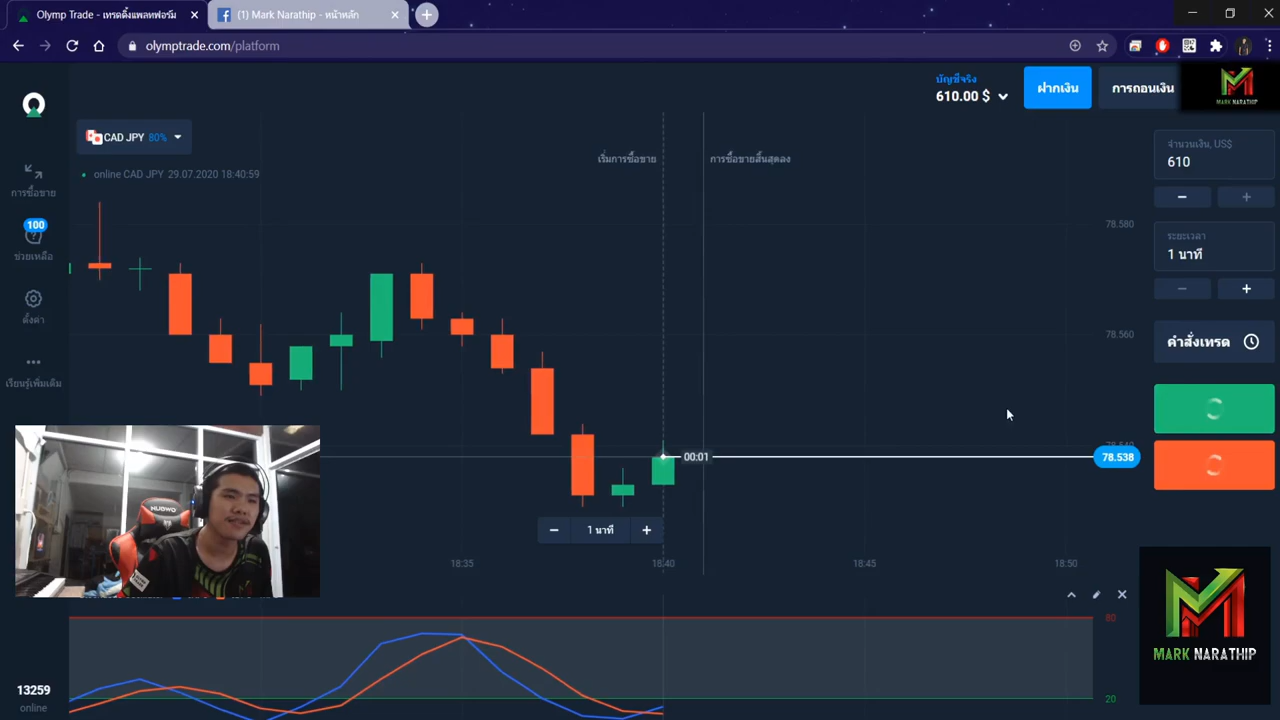 Olymp Trade - เทรดดิ้งแพลทฟอร์ม
(1) Mark Narathip - หน้าหลัก
olymptrade.com/platform
บัญชีจริง
610.00 $
ฝากเงิน
การถอนเงิน
MARK NARATHIP
CAD JPY 80%
online CAD JPY 29.07.2020 18:40:59
เริ่มการซื้อขาย
การซื้อขายสิ้นสุดลง
จำนวนเงิน, US$
610
การซื้อขาย
100
ช่วยเหลือ
ตั้งค่า
เรียนรู้เพิ่มเติม
78.580
ระยะเวลา
1 นาที
78.560
คำสั่งเทรด
78.540
00:01
78.538
NUBWO
1 นาที
18:35
18:40
18:45
18:50
80
20
MARK NARATHIP
13259
online